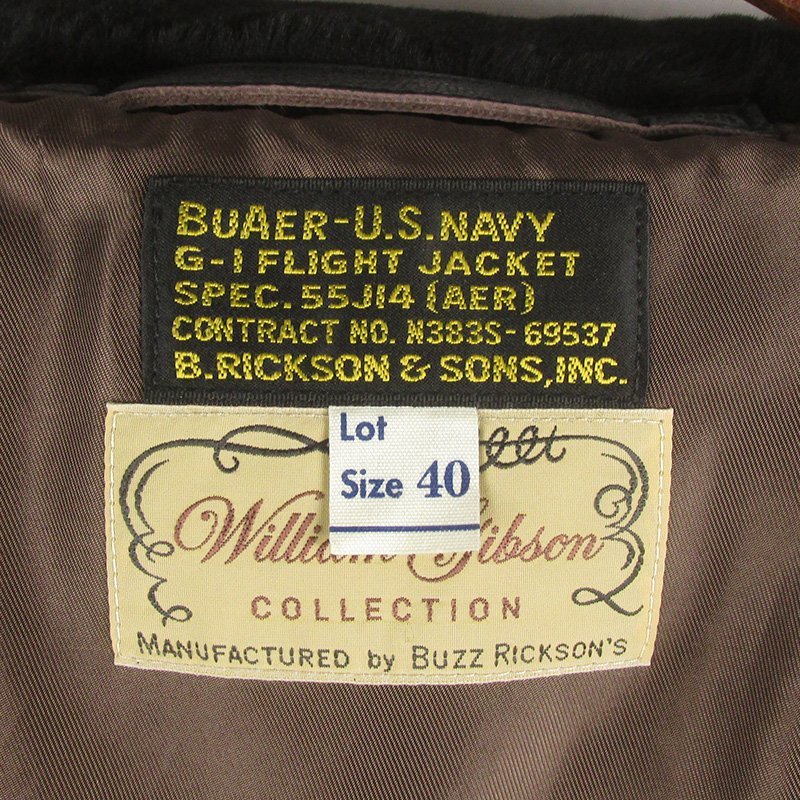 BUAER-U.S.NAVY
G-1 FLIGHT JACKET
SPEC. 55J14 (AER)
CONTRACT NO. N383S-69537
B.RICKSON & SONS,INC.
Lot
Size 40
William Gibson
COLLECTION
MANUFACTURED by BUZZ RICKSON'S